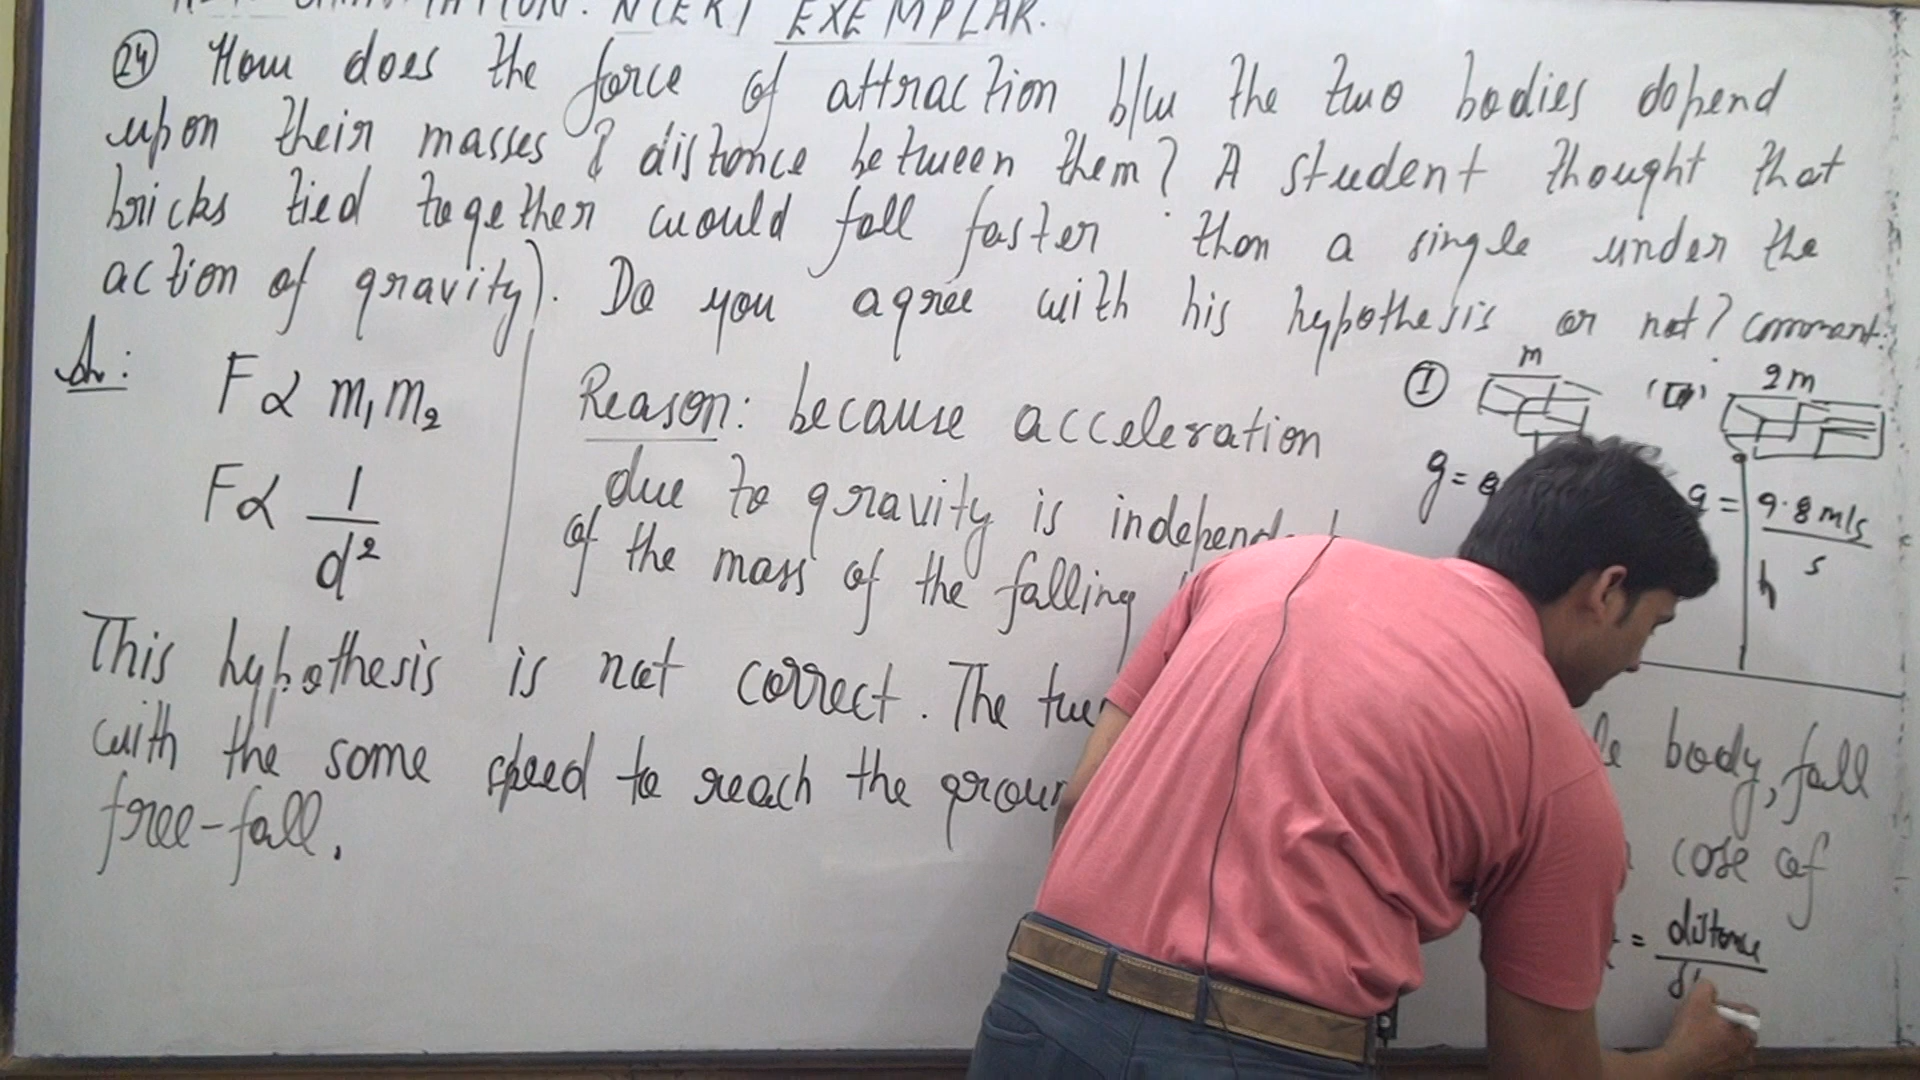 GRAVITATION. NCERT EXEMPLAR.
(24) How does the force of attraction b/w the two bodies depend
upon their masses & distance between them? A student thought that
bricks tied together would fall faster than a single under the
action of gravity). Do you agree with his hypothesis or not? comment.
Ans:
F ∝ m₁m₂
F ∝ 1/d²
Reason: because acceleration
due to gravity is independent
of the mass of the falling
(I) m
g =
(II) 2m
g = 9.8 m/s
s
h
This hypothesis is not correct. The
with the same speed to reach the
body, fall
case of
free-fall.
= distance